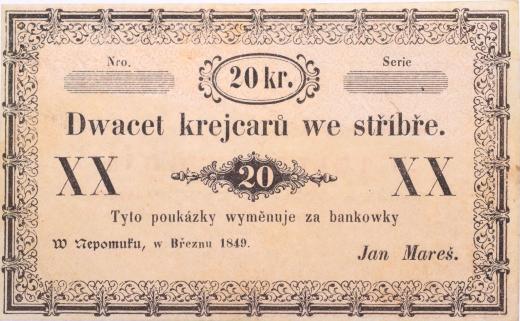 Nro.
Serie
20 kr.
Dwacet krejcarů we stříbře.
XX
20
XX
Tyto poukázky wyměnuje za bankowky
W Nepomuku, w Březnu 1849.
Jan Mareš.